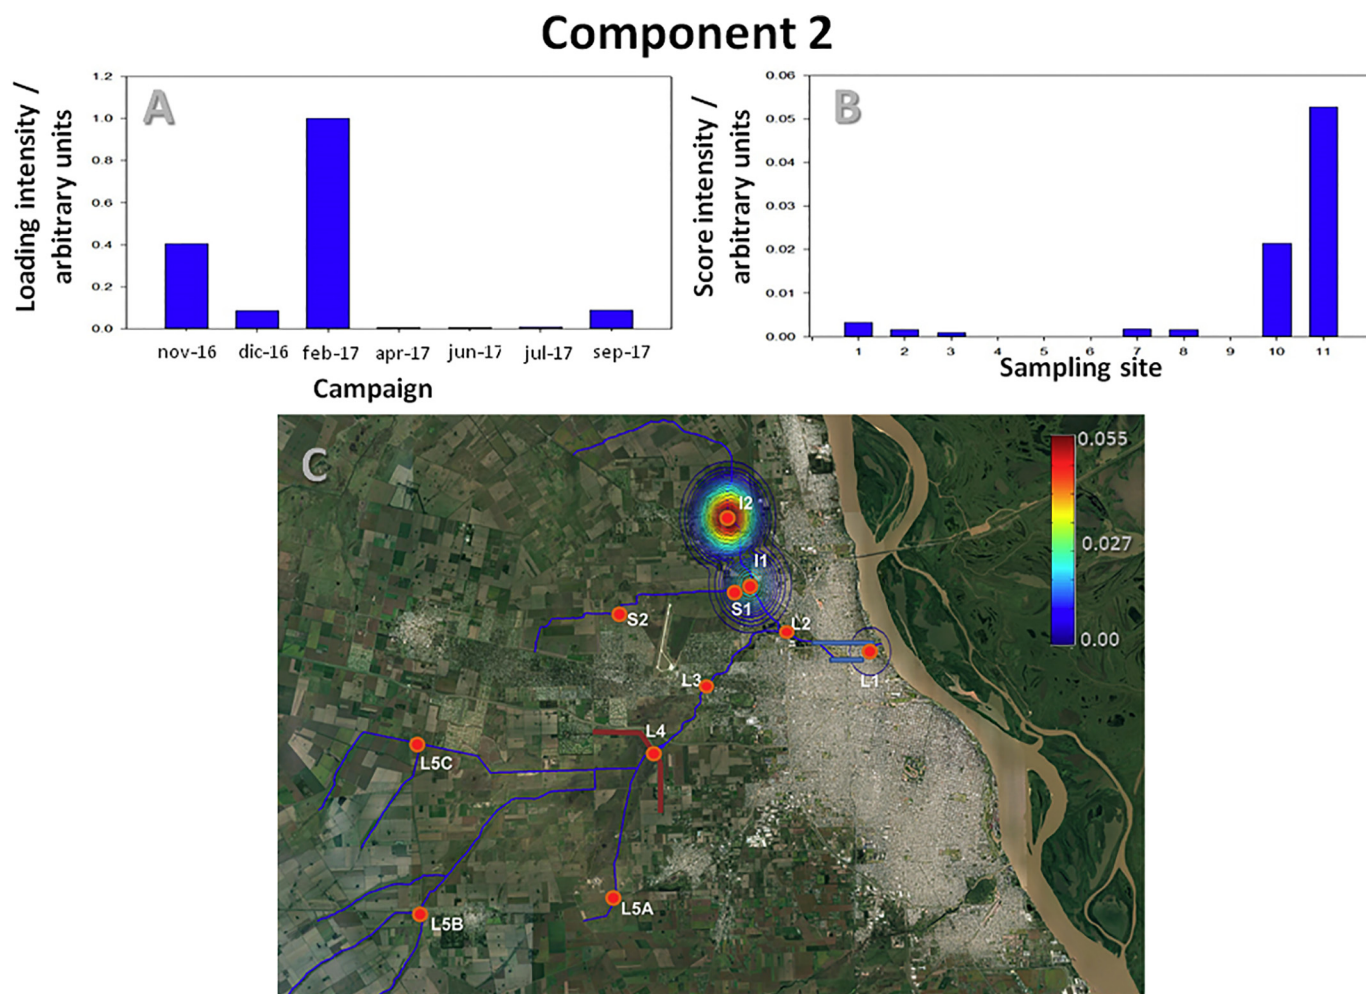 Component 2
Loading intensity /
arbitrary units
1.2
1.0
0.8
0.6
0.4
0.2
0.0
A
nov-16 dic-16 feb-17 apr-17 jun-17 jul-17 sep-17
Campaign
Score intensity /
arbitrary units
0.06
0.05
0.04
0.03
0.02
0.01
0.00
B
1 2 3 4 5 6 7 8 9 10 11
Sampling site
C
0.055
0.027
0.00
I2
I1
S1
S2
L2
L1
L3
L4
L5C
L5A
L5B